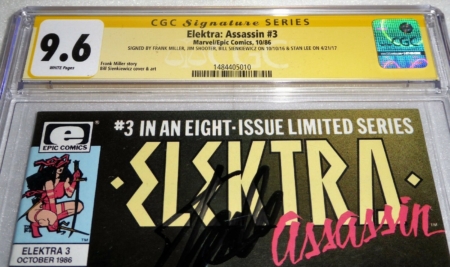 CGC Signature SERIES
9.6
WHITE Pages
Elektra: Assassin #3
Marvel/Epic Comics, 10/86
SIGNED BY FRANK MILLER, JIM SHOOTER, BILL SIENKIEWICZ ON 10/10/16 & STAN LEE ON 4/21/17
Frank Miller story
Bill Sienkiewicz cover & art
1484405010
CGC
e
EPIC COMICS
#3 IN AN EIGHT-ISSUE LIMITED SERIES
ELEKTRA
assassin
TM
ELEKTRA 3
OCTOBER 1986